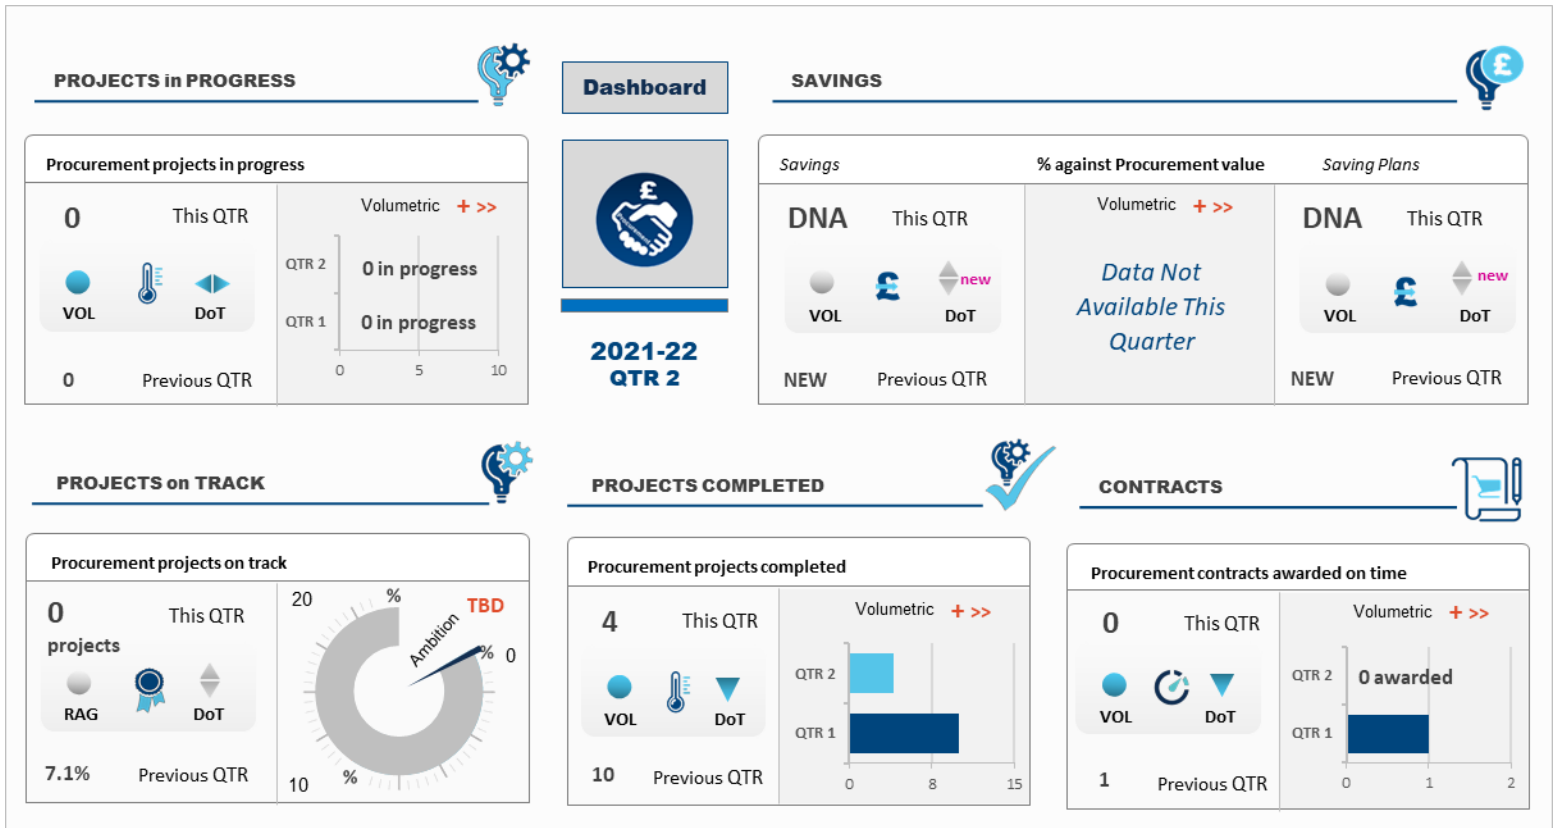 PROJECTS in PROGRESS
Dashboard
SAVINGS
Procurement projects in progress
0
This QTR
VOL
DoT
0
Previous QTR
Volumetric + >>
QTR 2
0 in progress
QTR 1
0 in progress
0
5
10
£
Procurement
2021-22
QTR 2
Savings
% against Procurement value
Saving Plans
DNA
This QTR
£
new
VOL
DoT
NEW
Previous QTR
Volumetric + >>
Data Not
Available This
Quarter
DNA
This QTR
£
new
VOL
DoT
NEW
Previous QTR
£
PROJECTS on TRACK
PROJECTS COMPLETED
CONTRACTS
Procurement projects on track
0
projects
This QTR
RAG
DoT
7.1%
Previous QTR
20
%
TBD
Ambition
% 0
10
%
Procurement projects completed
4
This QTR
VOL
DoT
10
Previous QTR
Volumetric + >>
QTR 2
QTR 1
0
8
15
Procurement contracts awarded on time
0
This QTR
VOL
DoT
1
Previous QTR
Volumetric + >>
QTR 2
0 awarded
QTR 1
0
1
2